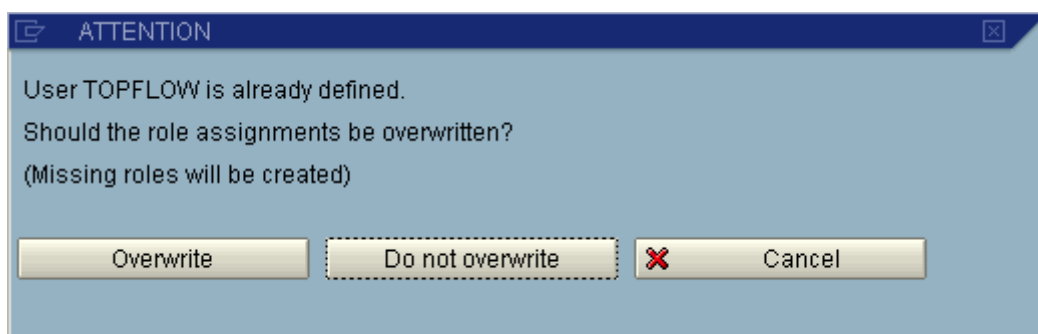 ATTENTION
User TOPFLOW is already defined.
Should the role assignments be overwritten?
(Missing roles will be created)
Overwrite Do not overwrite Cancel